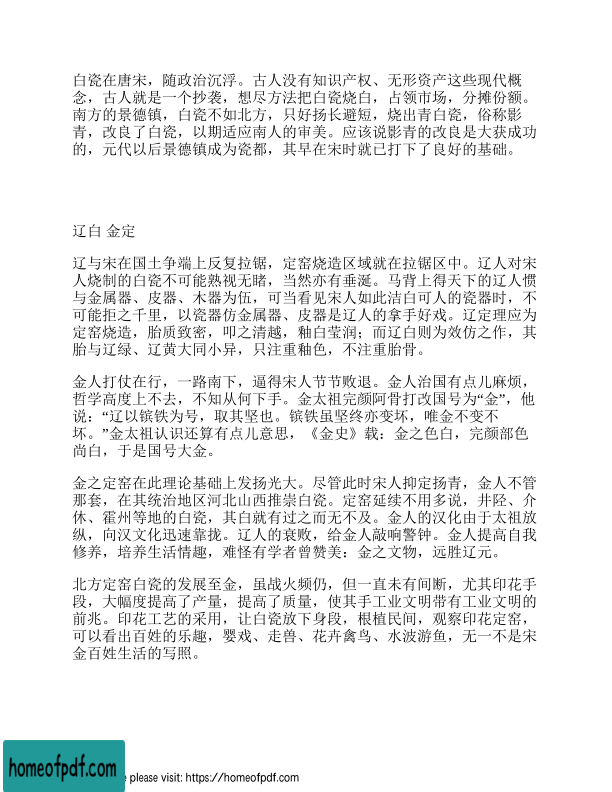 白瓷在唐宋，随政治沉浮。古人没有知识产权、无形资产这些现代概
念，古人就是一个抄袭，想尽方法把白瓷烧白，占领市场，分摊份额。
南方的景德镇，白瓷不如北方，只好扬长避短，烧出青白瓷，俗称影
青，改良了白瓷，以期适应南人的审美。应该说影青的改良是大获成功
的，元代以后景德镇成为瓷都，其早在宋时就已打下了良好的基础。
辽白 金定
辽与宋在国土争端上反复拉锯，定窑烧造区域就在拉锯区中。辽人对宋
人烧制的白瓷不可能熟视无睹，当然亦有垂涎。马背上得天下的辽人惯
与金属器、皮器、木器为伍，可当看见宋人如此洁白可人的瓷器时，不
可能拒之千里，以瓷器仿金属器、皮器是辽人的拿手好戏。辽定理应为
定窑烧造，胎质致密，叩之清越，釉白莹润；而辽白则为效仿之作，其
胎与辽绿、辽黄大同小异，只注重釉色，不注重胎骨。
金人打仗在行，一路南下，逼得宋人节节败退。金人治国有点儿麻烦，
哲学高度上不去，不知从何下手。金太祖完颜阿骨打改国号为“金”，他
说：“辽以镔铁为号，取其坚也。镔铁虽坚终亦变坏，唯金不变不
坏。”金太祖认识还算有点儿意思，《金史》载：金之色白，完颜部色
尚白，于是国号大金。
金之定窑在此理论基础上发扬光大。尽管此时宋人抑定扬青，金人不管
那套，在其统治地区河北山西推崇白瓷。定窑延续不用多说，井陉、介
休、霍州等地的白瓷，其白就有过之而无不及。金人的汉化由于太祖放
纵，向汉文化迅速靠拢。辽人的衰败，给金人敲响警钟。金人提高自我
修养，培养生活情趣，难怪有学者曾赞美：金之文物，远胜辽元。
北方定窑白瓷的发展至金，虽战火频仍，但一直未有间断，尤其印花手
段，大幅度提高了产量，提高了质量，使其手工业文明带有工业文明的
前兆。印花工艺的采用，让白瓷放下身段，根植民间，观察印花定窑，
可以看出百姓的乐趣，婴戏、走兽、花卉禽鸟、水波游鱼，无一不是宋
金百姓生活的写照。
homeofpdf.com
please visit: https://homeofpdf.com